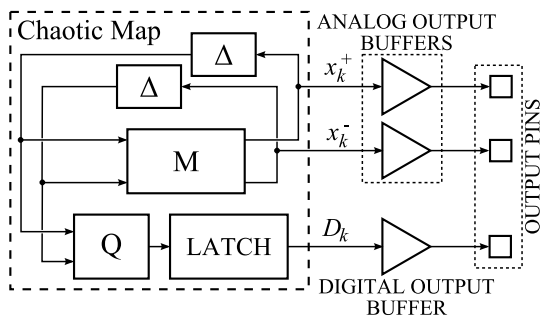 Chaotic Map
ANALOG OUTPUT
BUFFERS
Δ
Δ
x_k^+
x_k^-
M
Q
LATCH
D_k
DIGITAL OUTPUT
BUFFER
OUTPUT PINS